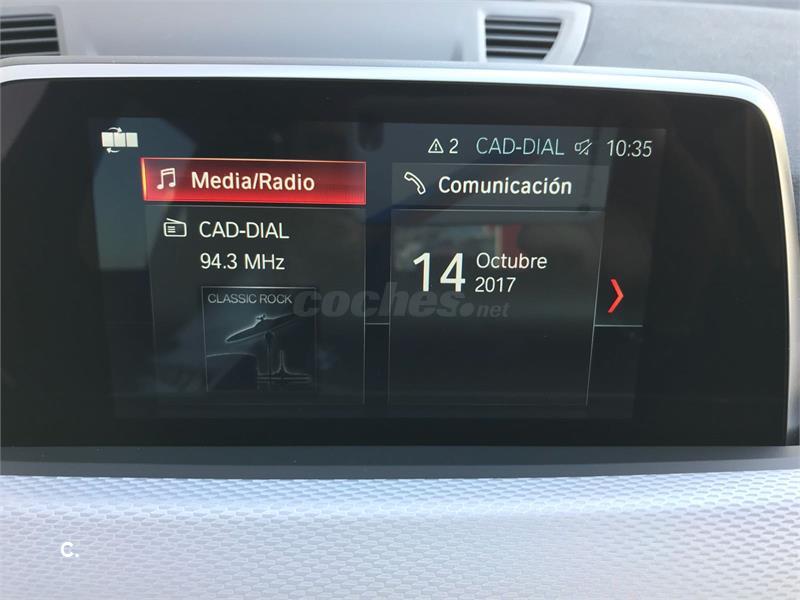 2 CAD-DIAL 10:35
Media/Radio
CAD-DIAL
94.3 MHz
CLASSIC ROCK
Comunicación
14 Octubre
2017
coches.net
C.